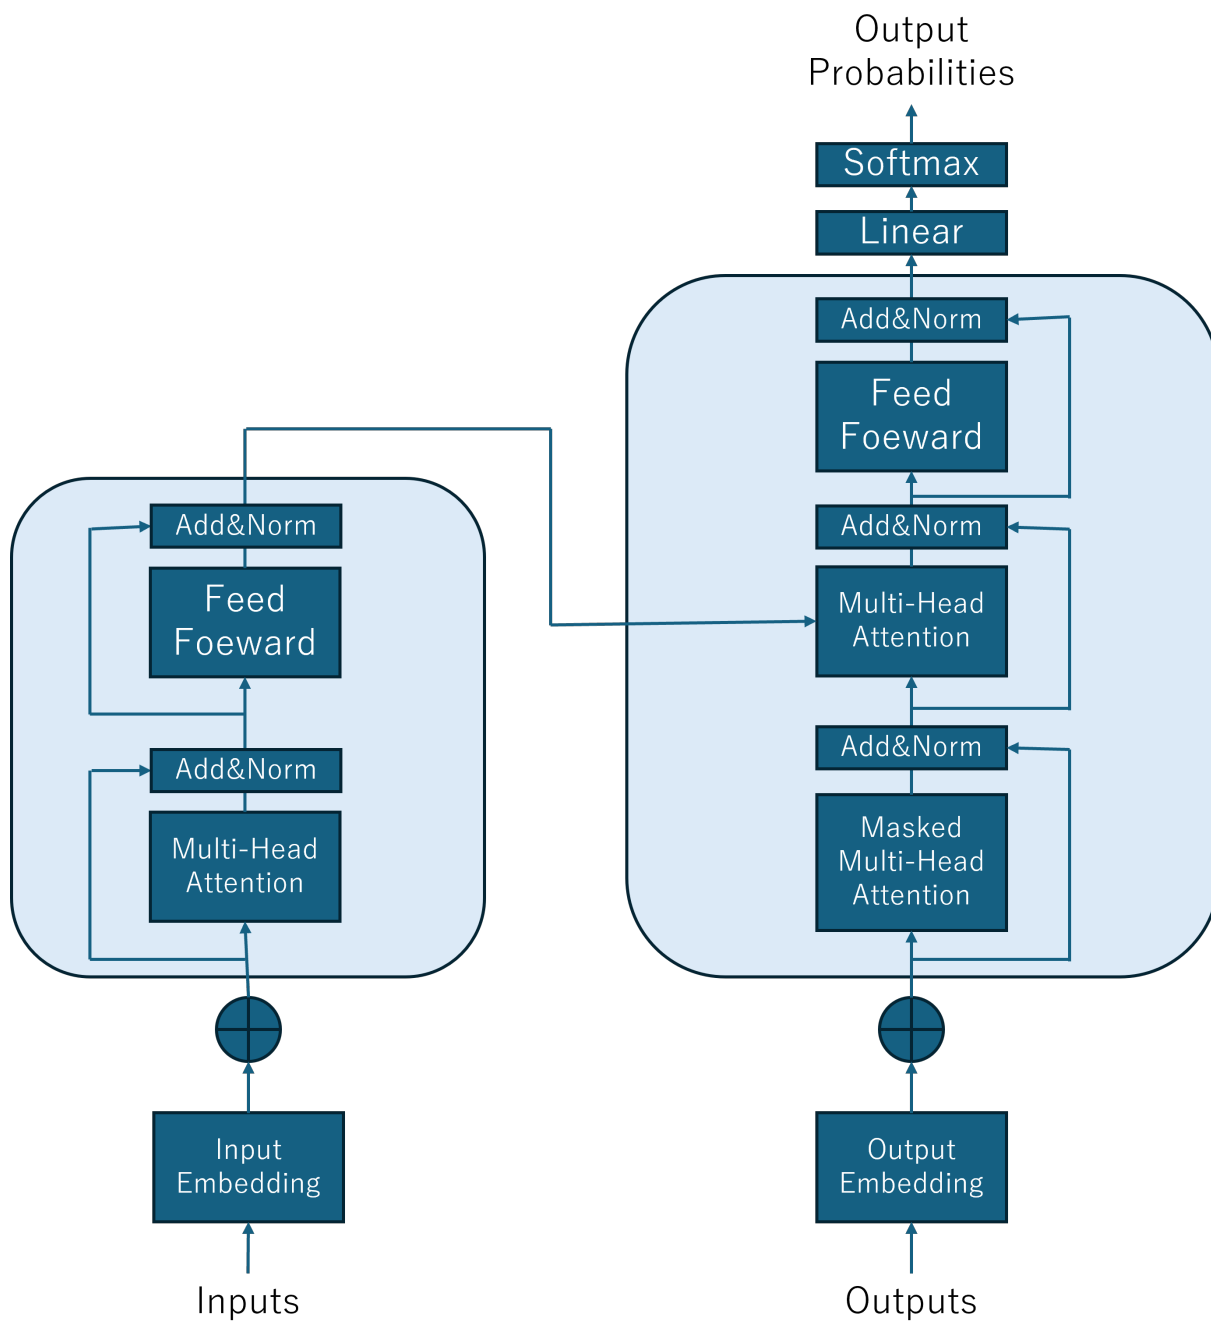 Output
Probabilities
Softmax
Linear
Add&Norm
Feed
Foeward
Add&Norm
Multi-Head
Attention
Add&Norm
Masked
Multi-Head
Attention
Output
Embedding
Outputs
Add&Norm
Feed
Foeward
Add&Norm
Multi-Head
Attention
Input
Embedding
Inputs